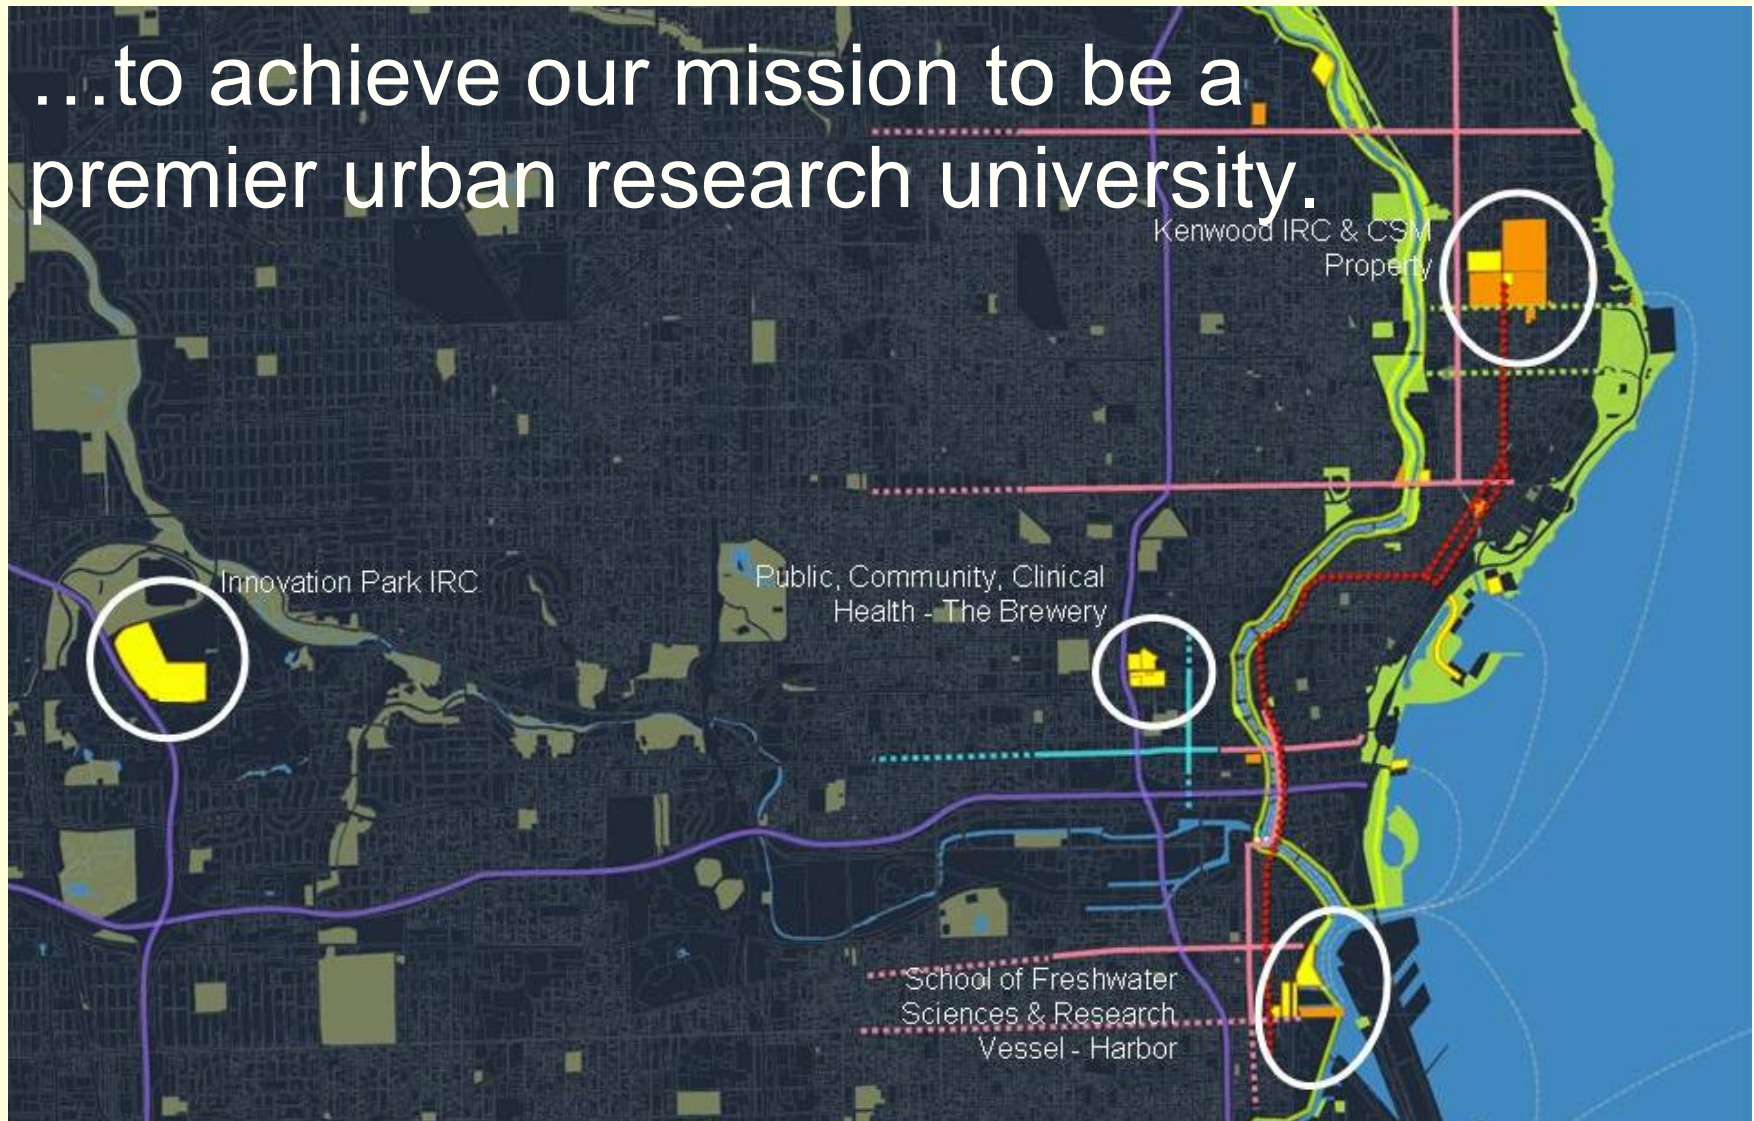 …to achieve our mission to be a
premier urban research university.
Kenwood IRC & CSM
Property
Innovation Park IRC
Public, Community, Clinical
Health - The Brewery
School of Freshwater
Sciences & Research
Vessel - Harbor